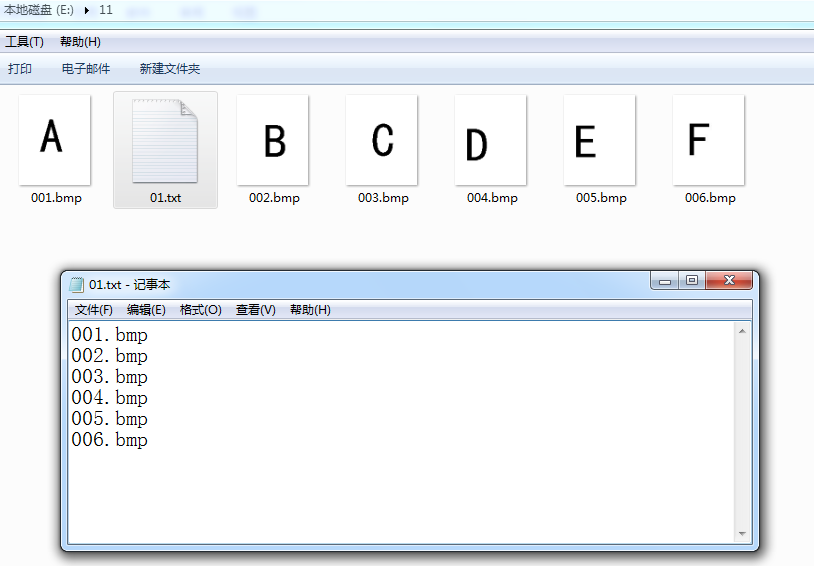 本地磁盘 (E:) ▸ 11
工具(T) 帮助(H)
打印 电子邮件 新建文件夹
A B C D E F
001.bmp 01.txt 002.bmp 003.bmp 004.bmp 005.bmp 006.bmp
01.txt - 记事本
文件(F) 编辑(E) 格式(O) 查看(V) 帮助(H)
001.bmp
002.bmp
003.bmp
004.bmp
005.bmp
006.bmp